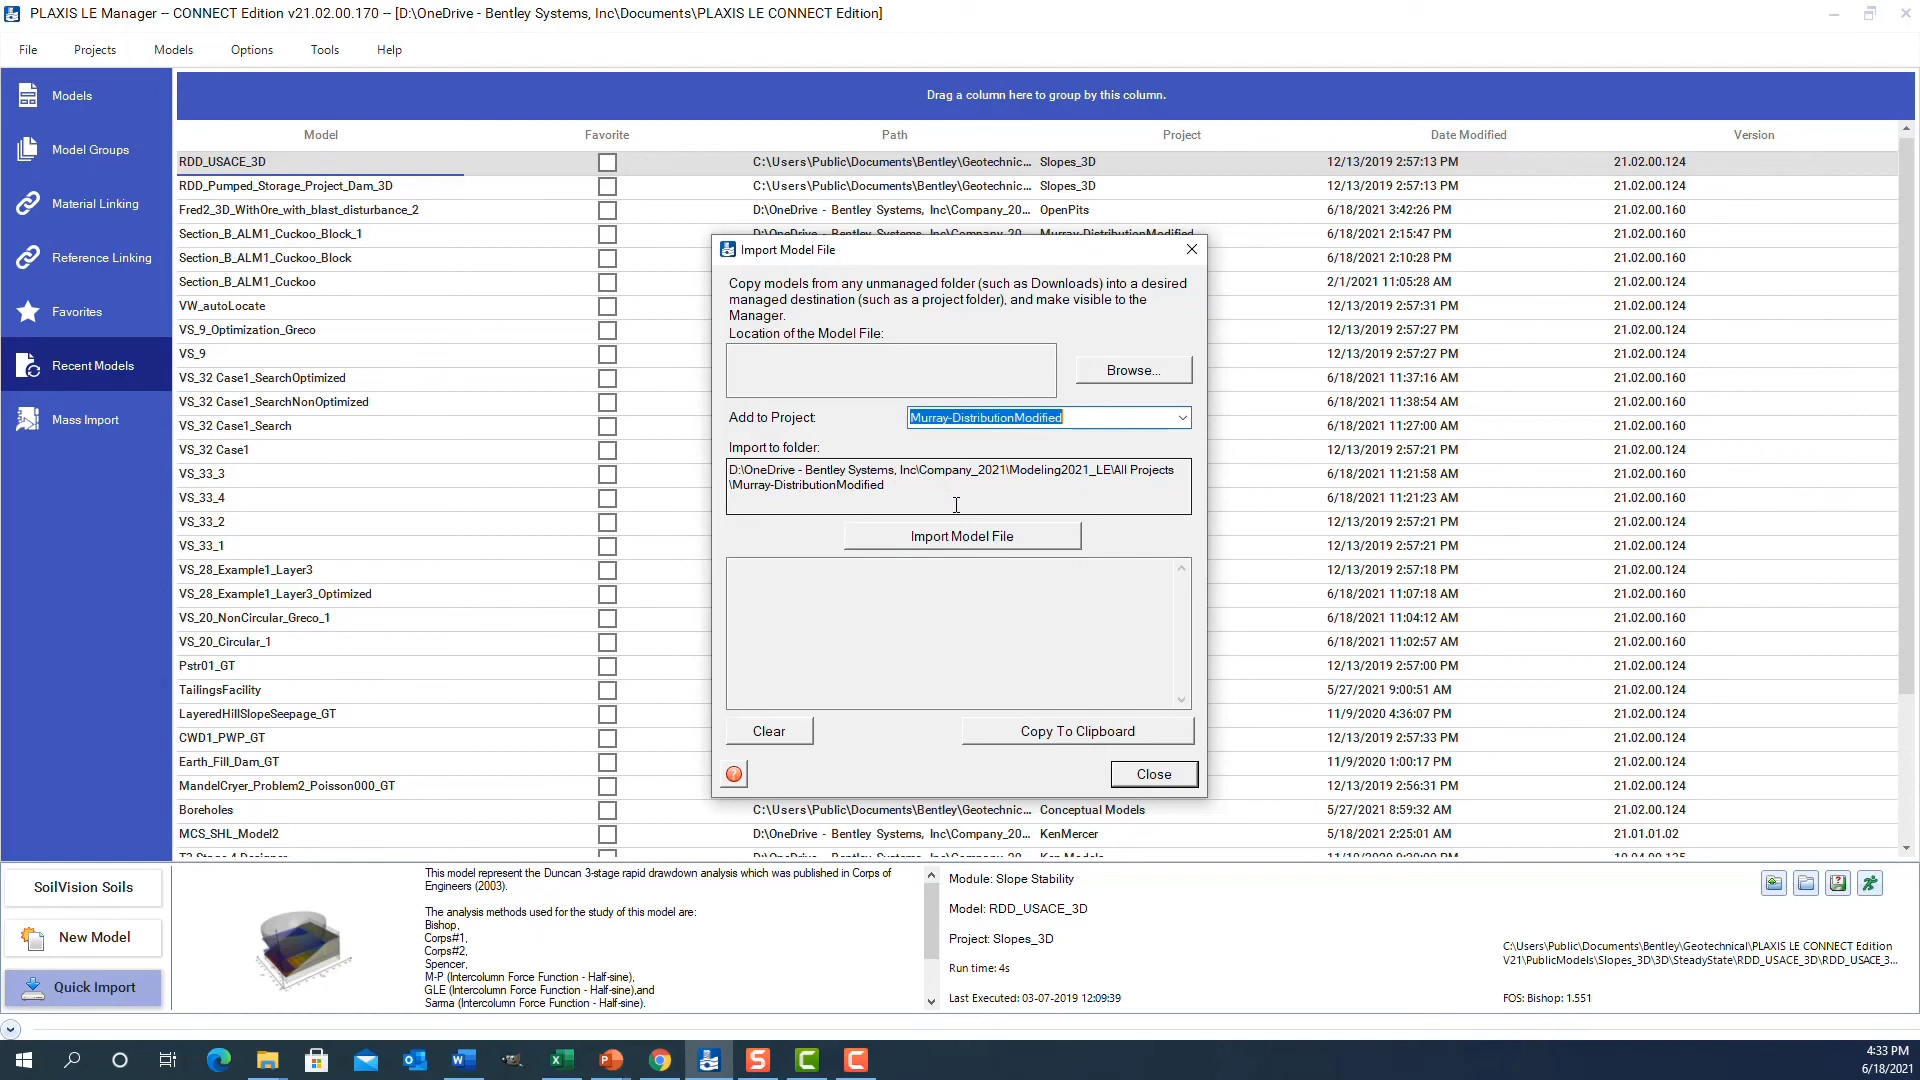 PLAXIS LE Manager -- CONNECT Edition v21.02.00.170 -- [D:\OneDrive - Bentley Systems, Inc\Documents\PLAXIS LE CONNECT Edition]
File Projects Models Options Tools Help
Models
Model Groups
Material Linking
Reference Linking
Favorites
Recent Models
Mass Import
Drag a column here to group by this column.
Model Favorite Path Project Date Modified Version
RDD_USACE_3D C:\Users\Public\Documents\Bentley\Geotechnic... Slopes_3D 12/13/2019 2:57:13 PM 21.02.00.124
RDD_Pumped_Storage_Project_Dam_3D C:\Users\Public\Documents\Bentley\Geotechnic... Slopes_3D 12/13/2019 2:57:13 PM 21.02.00.124
Fred2_3D_WithOre_with_blast_disturbance_2 D:\OneDrive - Bentley Systems, Inc\Company_20... OpenPits 6/18/2021 3:42:26 PM 21.02.00.160
Section_B_ALM1_Cuckoo_Block_1 D:\OneDrive - Bentley Systems, Inc\Company_20... Murray-DistributionModified 6/18/2021 2:15:47 PM 21.02.00.160
Section_B_ALM1_Cuckoo_Block 6/18/2021 2:10:28 PM 21.02.00.160
Section_B_ALM1_Cuckoo 2/1/2021 11:05:28 AM 21.02.00.124
VW_autoLocate 12/13/2019 2:57:31 PM 21.02.00.124
VS_9_Optimization_Greco 12/13/2019 2:57:27 PM 21.02.00.124
VS_9 12/13/2019 2:57:27 PM 21.02.00.124
VS_32 Case1_SearchOptimized 6/18/2021 11:37:16 AM 21.02.00.160
VS_32 Case1_SearchNonOptimized 6/18/2021 11:38:54 AM 21.02.00.160
VS_32 Case1_Search 6/18/2021 11:27:00 AM 21.02.00.160
VS_32 Case1 12/13/2019 2:57:21 PM 21.02.00.124
VS_33_3 6/18/2021 11:21:58 AM 21.02.00.160
VS_33_4 6/18/2021 11:21:23 AM 21.02.00.160
VS_33_2 12/13/2019 2:57:21 PM 21.02.00.124
VS_33_1 12/13/2019 2:57:21 PM 21.02.00.124
VS_28_Example1_Layer3 12/13/2019 2:57:18 PM 21.02.00.124
VS_28_Example1_Layer3_Optimized 6/18/2021 11:07:18 AM 21.02.00.160
VS_20_NonCircular_Greco_1 6/18/2021 11:04:12 AM 21.02.00.160
VS_20_Circular_1 6/18/2021 11:02:57 AM 21.02.00.160
Pstr01_GT 12/13/2019 2:57:00 PM 21.02.00.124
TailingsFacility 5/27/2021 9:00:51 AM 21.02.00.124
LayeredHillSlopeSeepage_GT 11/9/2020 4:36:07 PM 21.02.00.124
CWD1_PWP_GT 12/13/2019 2:57:33 PM 21.02.00.124
Earth_Fill_Dam_GT 11/9/2020 1:00:17 PM 21.02.00.124
MandelCryer_Problem2_Poisson000_GT 12/13/2019 2:56:31 PM 21.02.00.124
Boreholes C:\Users\Public\Documents\Bentley\Geotechnic... Conceptual Models 5/27/2021 8:59:32 AM 21.02.00.124
MCS_SHL_Model2 D:\OneDrive - Bentley Systems, Inc\Company_20... KenMercer 5/18/2021 2:25:01 AM 21.01.01.02
Import Model File
Copy models from any unmanaged folder (such as Downloads) into a desired
managed destination (such as a project folder), and make visible to the
Manager.
Location of the Model File:
Browse...
Add to Project: Murray-DistributionModified
Import to folder:
D:\OneDrive - Bentley Systems, Inc\Company_2021\Modeling2021_LE\All Projects
\Murray-DistributionModified
Import Model File
Clear Copy To Clipboard
Close
SoilVision Soils
New Model
Quick Import
This model represent the Duncan 3-stage rapid drawdown analysis which was published in Corps of
Engineers (2003).
The analysis methods used for the study of this model are:
Bishop,
Corps#1,
Corps#2,
Spencer,
M-P (Intercolumn Force Function - Half-sine),
GLE (Intercolumn Force Function - Half-sine),and
Sarma (Intercolumn Force Function - Half-sine).
Module: Slope Stability
Model: RDD_USACE_3D
Project: Slopes_3D
Run time: 4s
Last Executed: 03-07-2019 12:09:39
C:\Users\Public\Documents\Bentley\Geotechnical\PLAXIS LE CONNECT Edition
V21\PublicModels\Slopes_3D\3D\SteadyState\RDD_USACE_3D\RDD_USACE_3...
FOS: Bishop: 1.551
4:33 PM
6/18/2021